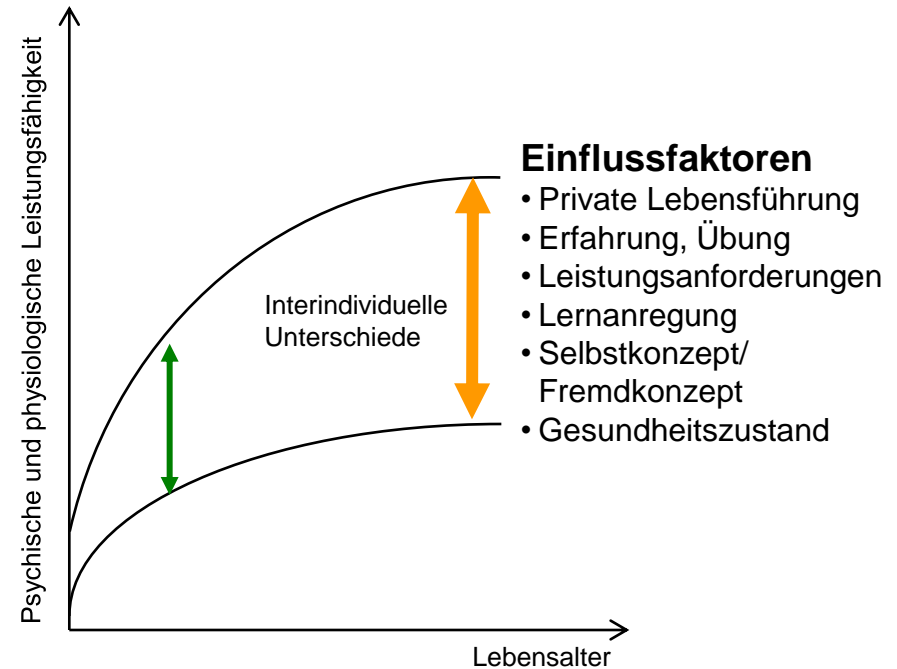 Psychische und physiologische Leistungsfähigkeit
Einflussfaktoren
• Private Lebensführung
• Erfahrung, Übung
• Leistungsanforderungen
• Lernanregung
• Selbstkonzept/
Fremdkonzept
• Gesundheitszustand
Interindividuelle
Unterschiede
Lebensalter